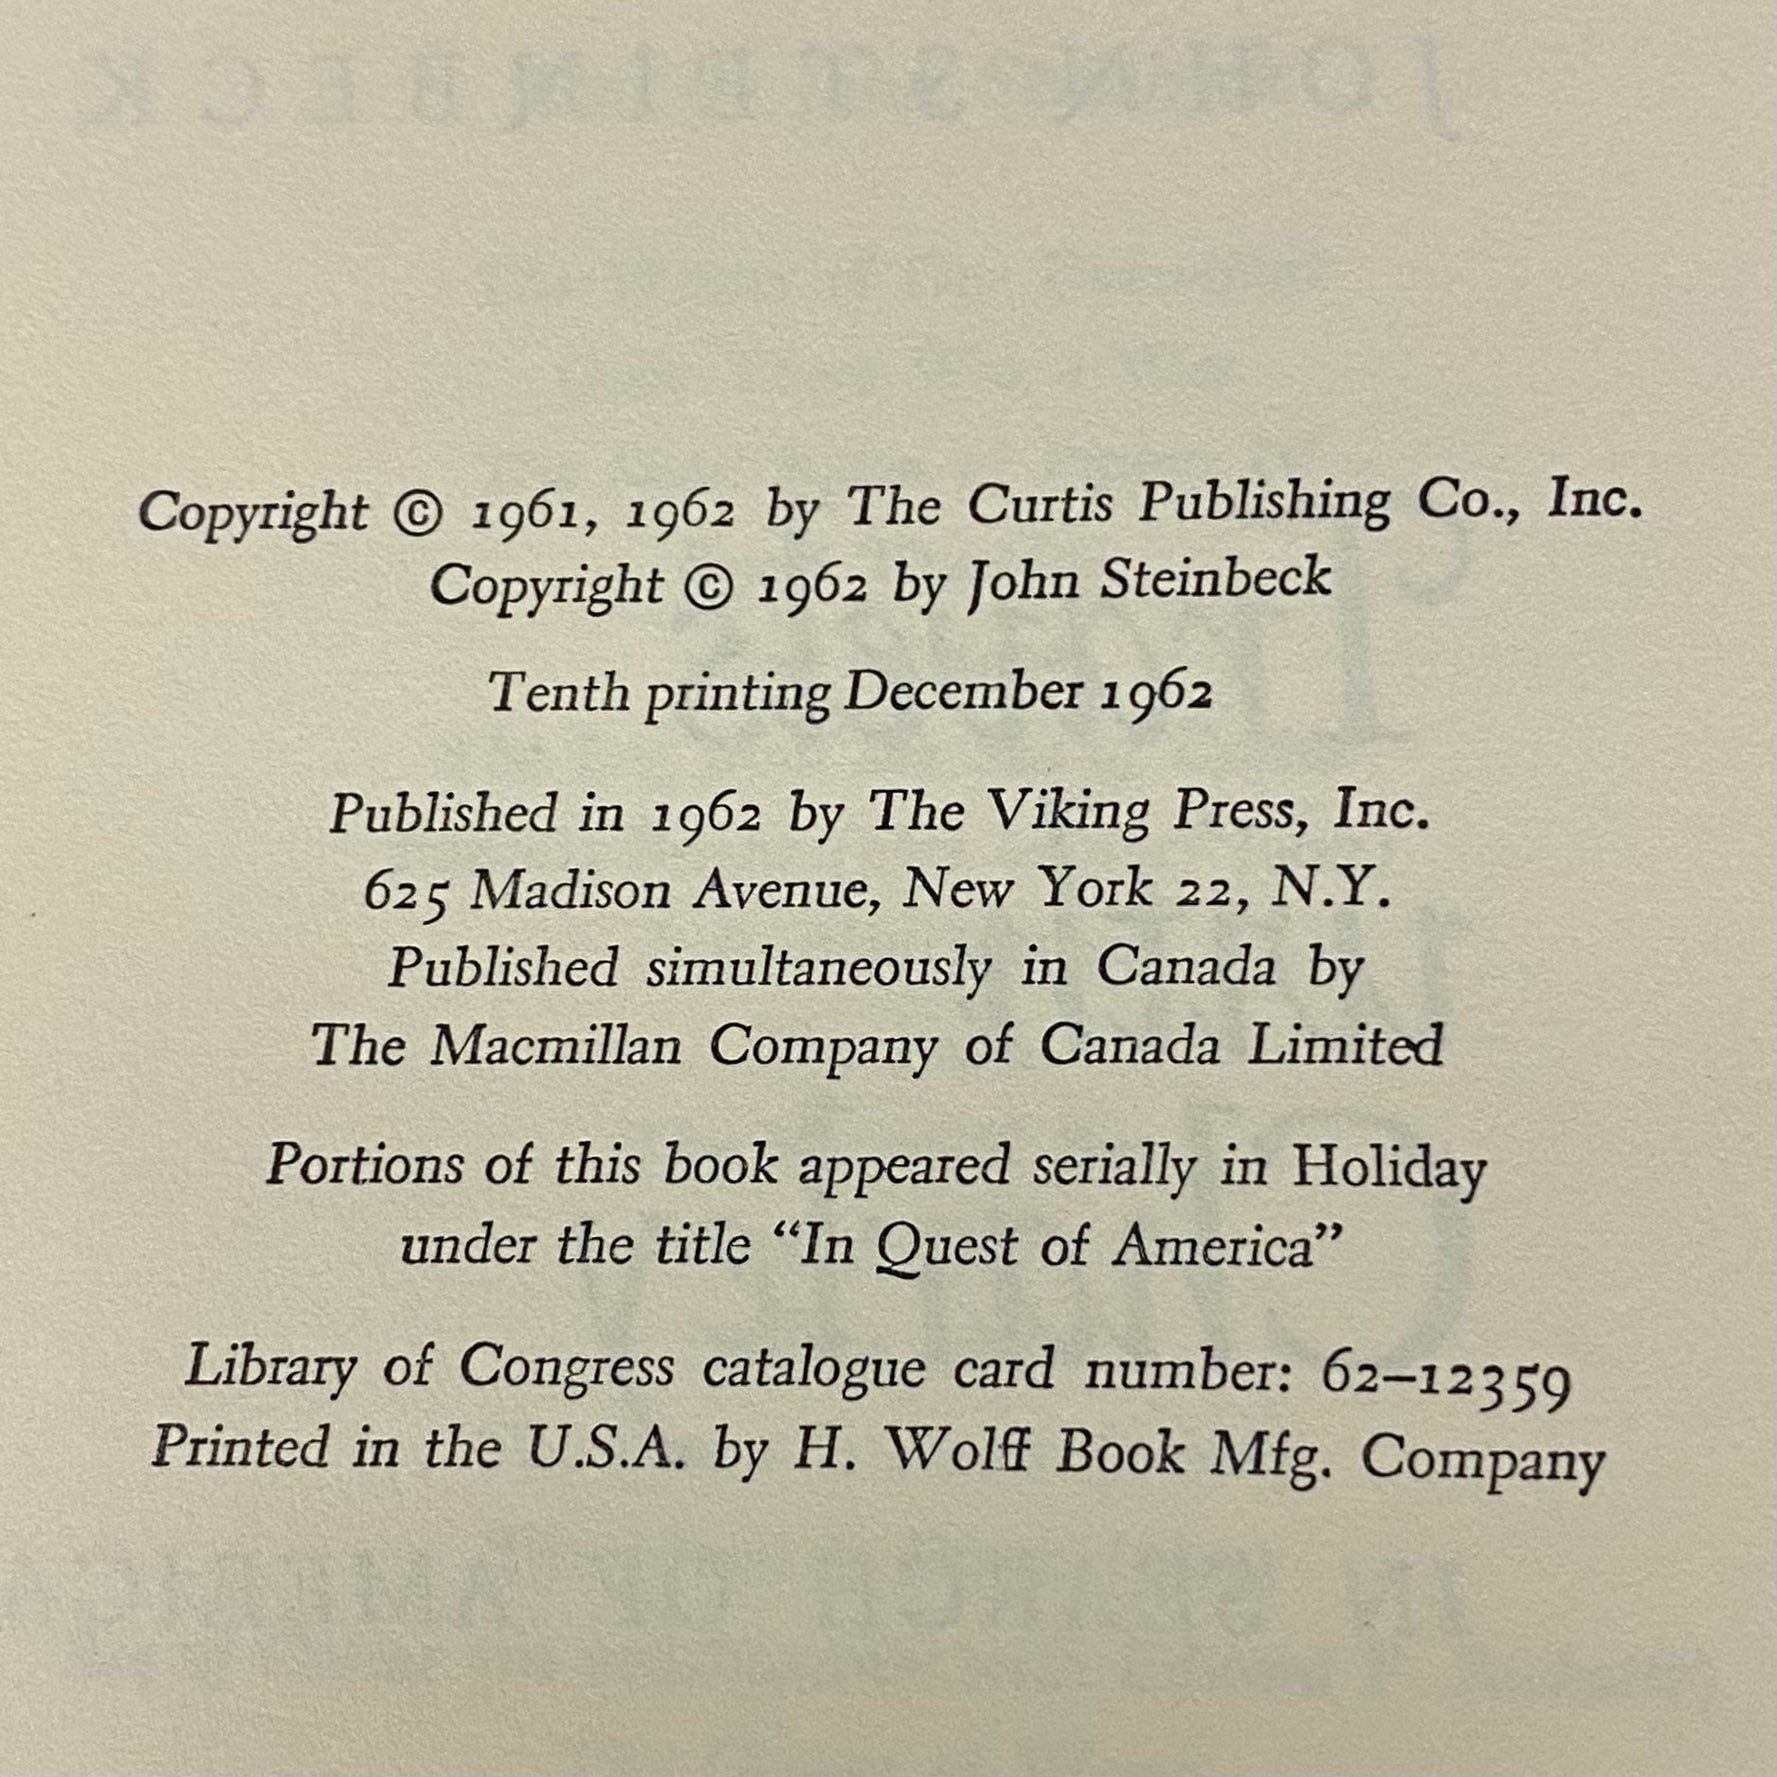 Copyright © 1961, 1962 by The Curtis Publishing Co., Inc.
Copyright © 1962 by John Steinbeck
Tenth printing December 1962
Published in 1962 by The Viking Press, Inc.
625 Madison Avenue, New York 22, N.Y.
Published simultaneously in Canada by
The Macmillan Company of Canada Limited
Portions of this book appeared serially in Holiday
under the title “In Quest of America”
Library of Congress catalogue card number: 62–12359
Printed in the U.S.A. by H. Wolff Book Mfg. Company